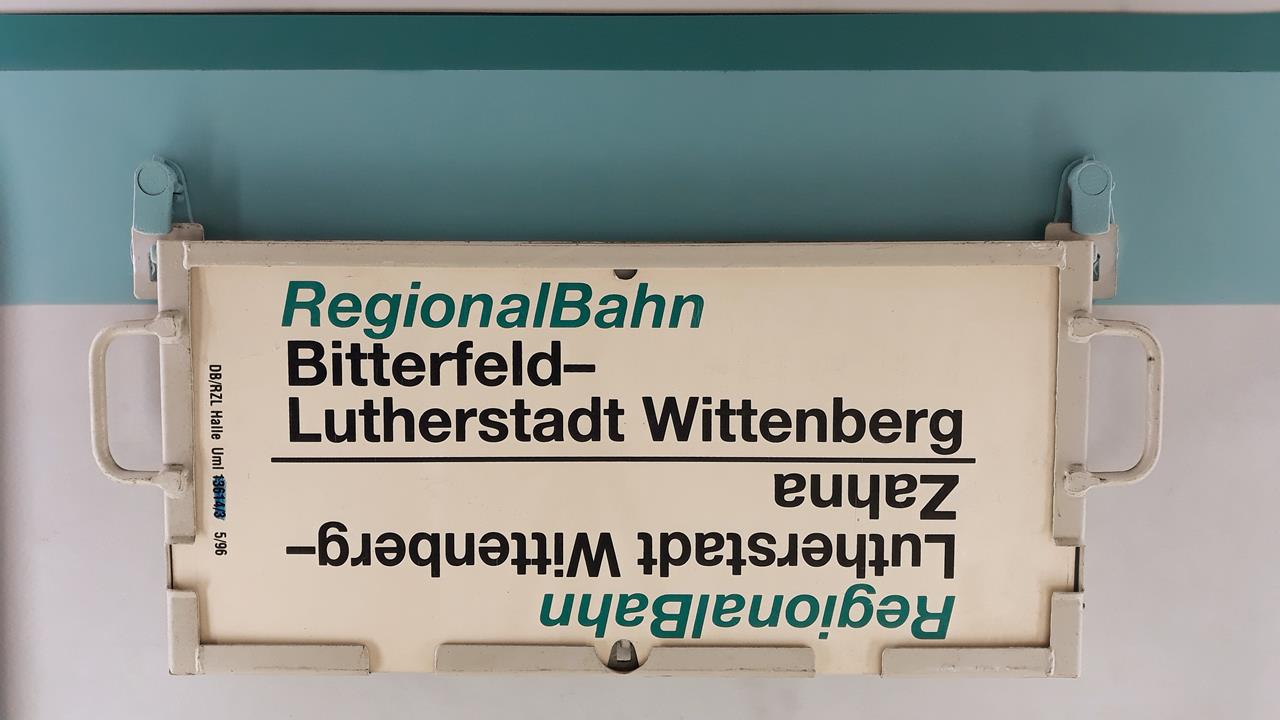 RegionalBahn
Bitterfeld–
Lutherstadt Wittenberg
RegionalBahn
Lutherstadt Wittenberg–
Zahna
DB/RZL Halle Uml 5/96